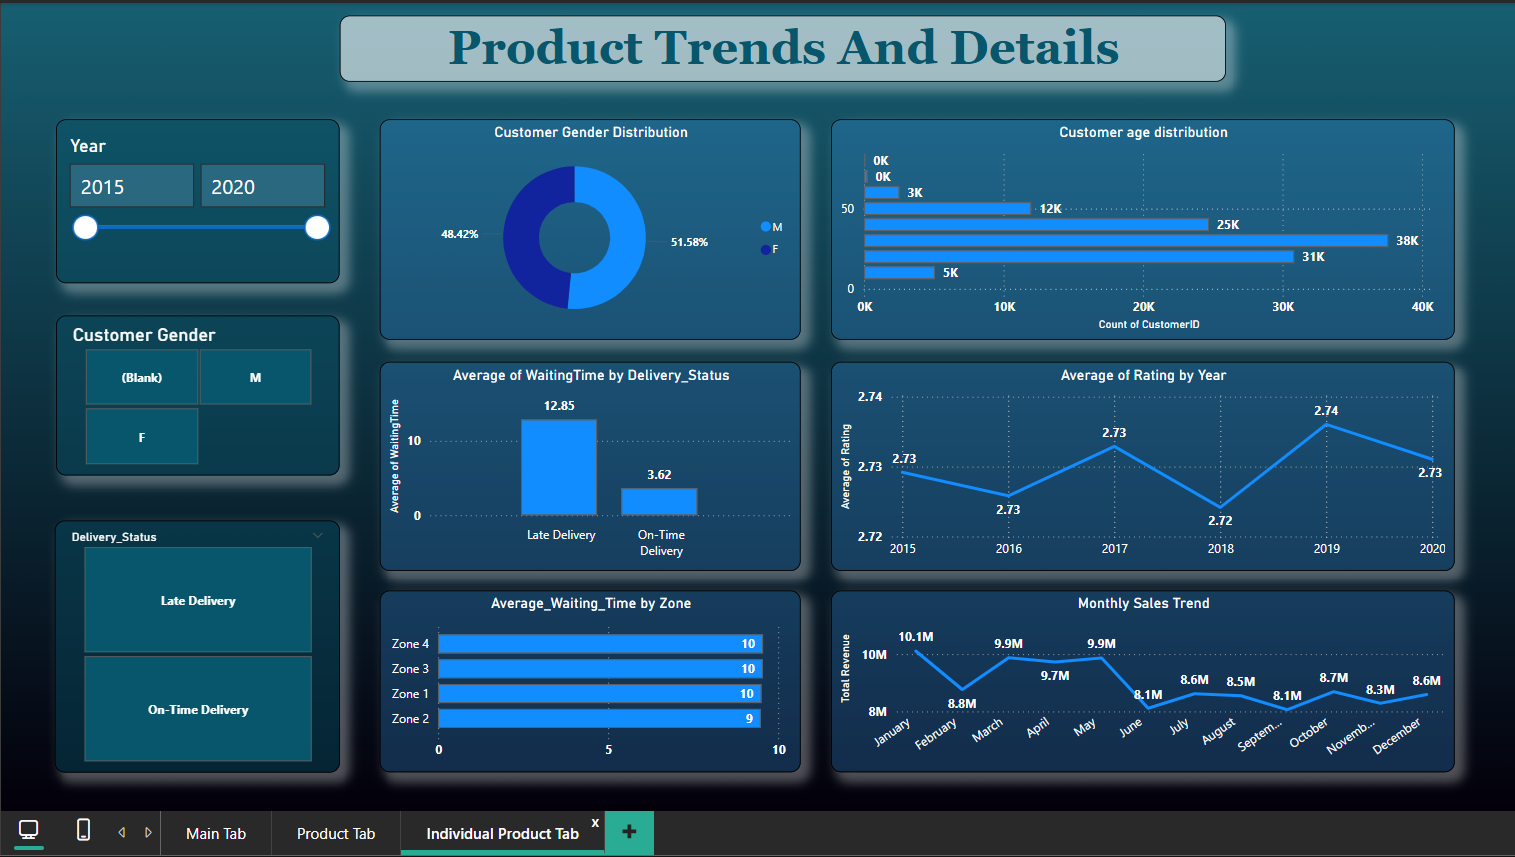 Product Trends And Details
Year
2015 2020
Customer Gender
(Blank) M
F
Delivery_Status
Late Delivery
On-Time Delivery
Customer Gender Distribution
48.42%
51.58%
M
F
Customer age distribution
0K
0K
3K
50
12K
25K
38K
31K
5K
0
0K 10K 20K 30K 40K
Count of CustomerID
Average of WaitingTime by Delivery_Status
Average of WaitingTime
12.85
10
3.62
0
Late Delivery
On-Time
Delivery
Average of Rating by Year
Average of Rating
2.74
2.73
2.72
2.73
2.73
2.73
2.72
2.74
2.73
2015 2016 2017 2018 2019 2020
Average_Waiting_Time by Zone
Zone 4 10
Zone 3 10
Zone 1 10
Zone 2 9
0 5 10
Monthly Sales Trend
Total Revenue
10M
8M
10.1M 8.8M 9.9M 9.7M 9.9M 8.1M 8.6M 8.5M 8.1M 8.7M 8.3M 8.6M
January February March April May June July August Septem... October Novemb... December
Main Tab Product Tab Individual Product Tab x +